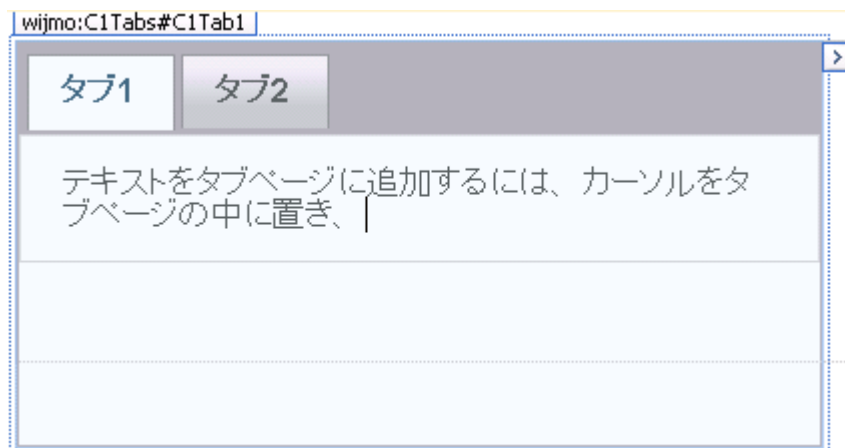 wijmo:C1Tabs#C1Tab1
タブ1
タブ2
テキストをタブページに追加するには、カーソルをタ
ブページの中に置き、